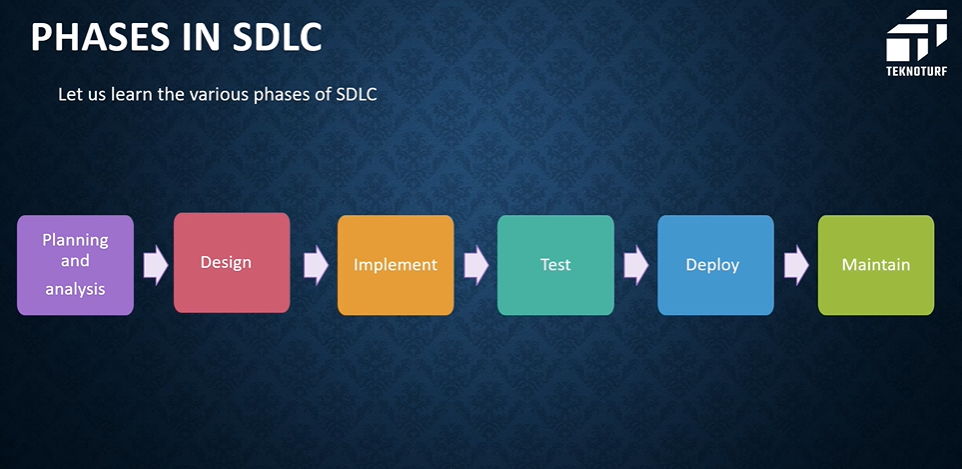 PHASES IN SDLC
TEKNOTURF
Let us learn the various phases of SDLC
Planning
and
analysis
Design
Implement
Test
Deploy
Maintain